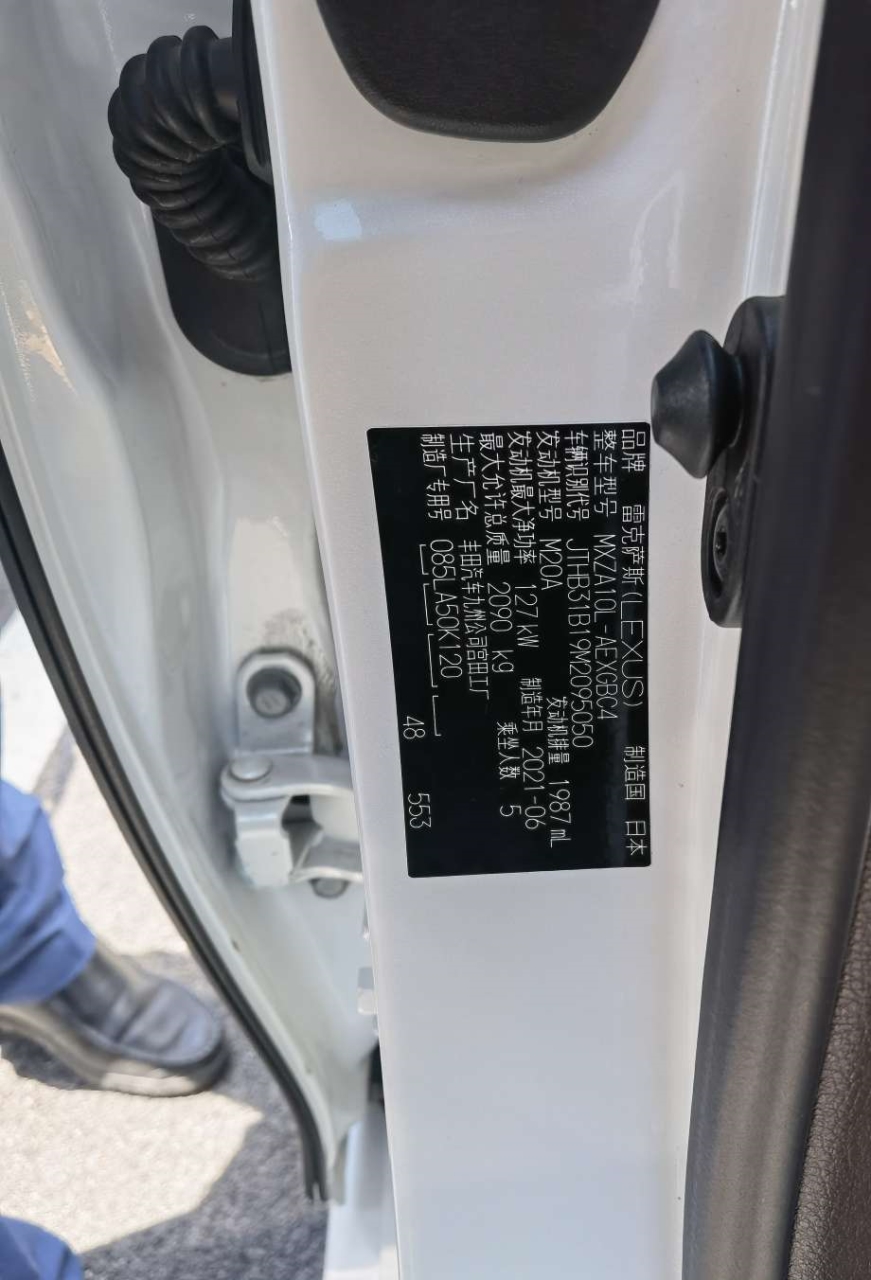 品牌 雷克萨斯(LEXUS) 制造国 日本
整车型号 MXZA10L-AEXGBC4
车辆识别代号 JTHB31B19M2095050
发动机型号 M20A 发动机排量 1987 mL
发动机最大净功率 127 kW 制造年月 2021-06
最大允许总质量 2090 kg 乘坐人数 5
生产厂名 丰田汽车九州公司宫田工厂
制造厂专用号 085LA50K120
48 553